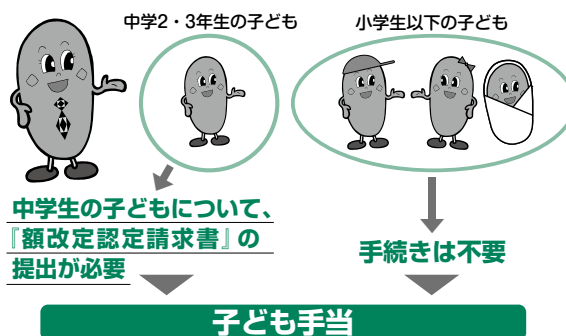 中学2・3年生の子ども
小学生以下の子ども
中学生の子どもについて、
『額改定認定請求書』の
提出が必要
手続きは不要
子ども手当